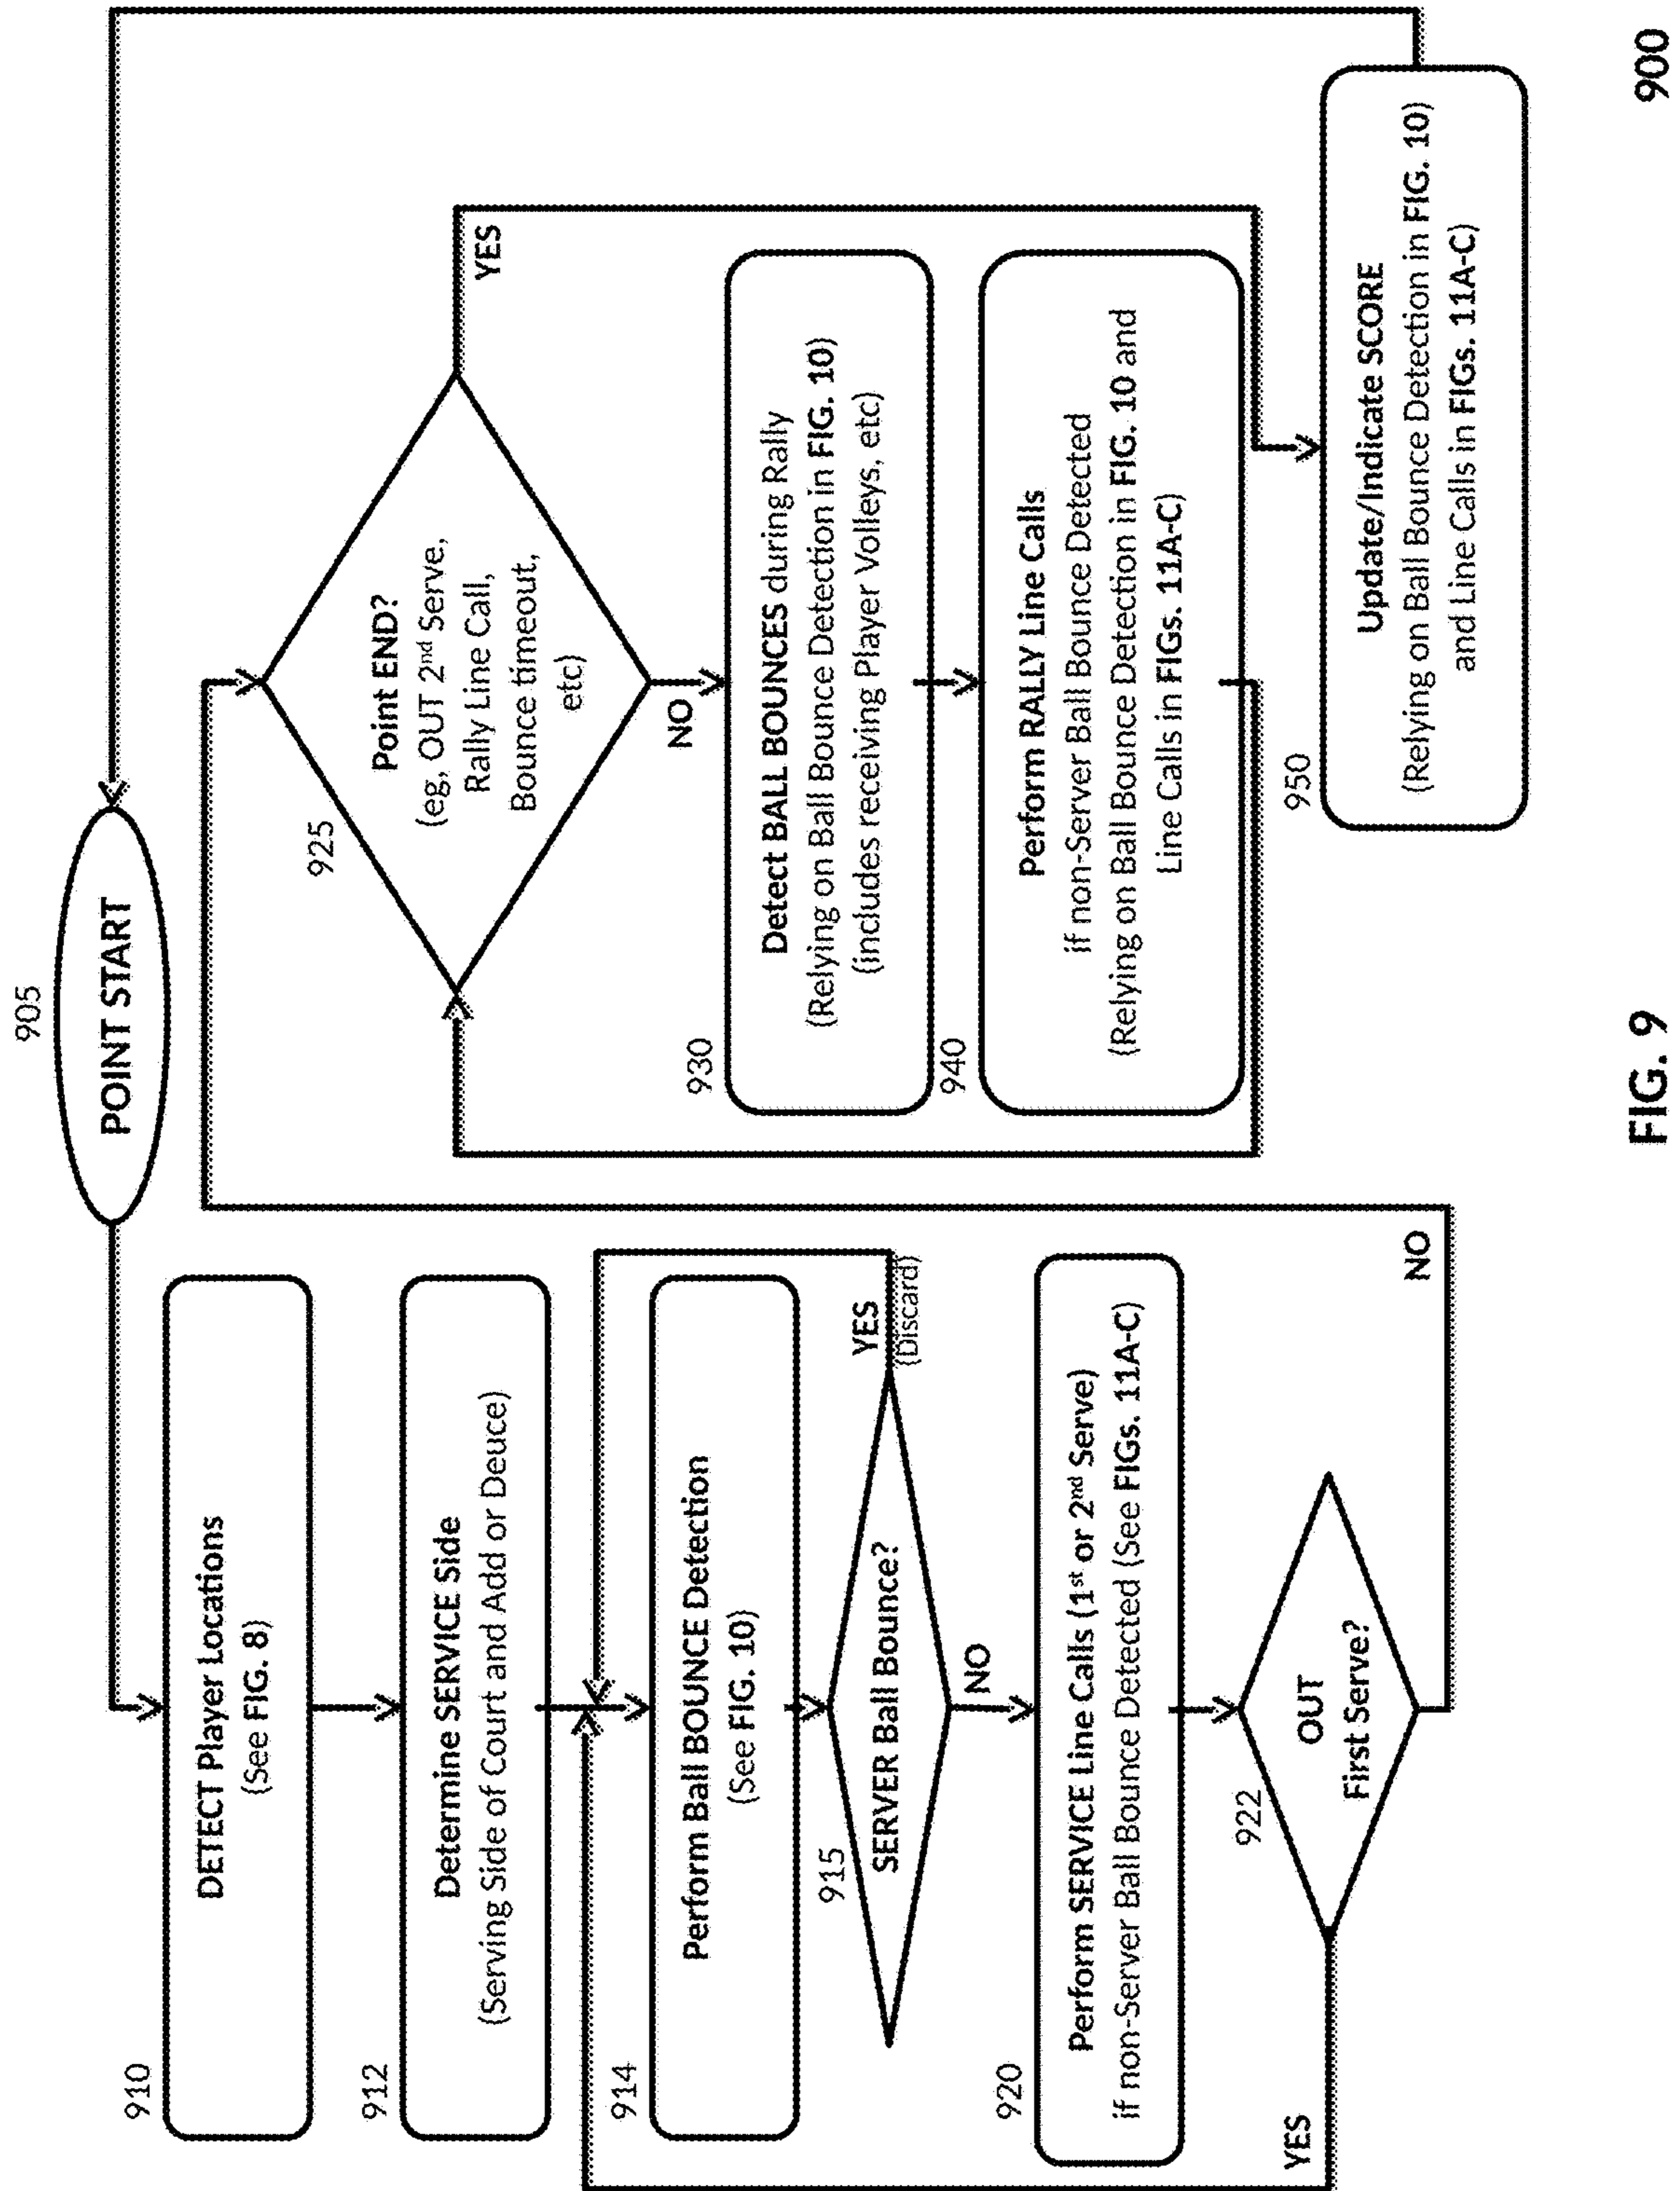 905
POINT START
910
DETECT Player Locations
(See FIG. 8)
912
Determine SERVICE Side
(Serving Side of Court and Add or Deuce)
914
Perform Ball BOUNCE Detection
(See FIG. 10)
915
SERVER Ball Bounce?
YES
(Discard)
NO
920
Perform SERVICE Line Calls (1st or 2nd Serve)
if non-Server Ball Bounce Detected (See FIGs. 11A-C)
922
OUT
First Serve?
YES
NO
925
Point END?
(eg, OUT 2nd Serve,
Rally Line Call,
Bounce timeout,
etc)
YES
NO
930
Detect BALL BOUNCES during Rally
(Relying on Ball Bounce Detection in FIG. 10)
(includes receiving Player Volleys, etc)
940
Perform RALLY Line Calls
if non-Server Ball Bounce Detected
(Relying on Ball Bounce Detection in FIG. 10 and
Line Calls in FIGs. 11A-C)
950
Update/Indicate SCORE
(Relying on Ball Bounce Detection in FIG. 10)
and Line Calls in FIGs. 11A-C)
FIG. 9
900